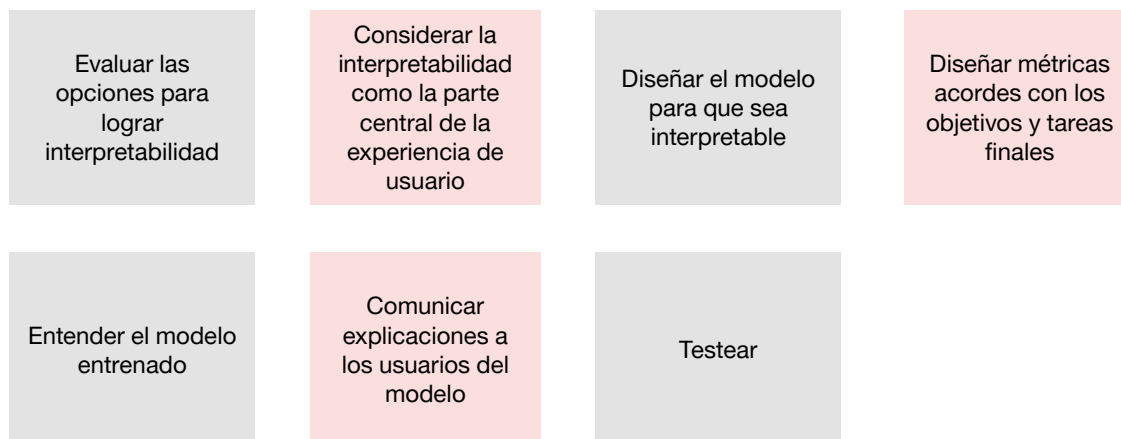 Evaluar las
opciones para
lograr
interpretabilidad
Considerar la
interpretabilidad
como la parte
central de la
experiencia de
usuario
Diseñar el modelo
para que sea
interpretable
Diseñar métricas
acordes con los
objetivos y tareas
finales
Entender el modelo
entrenado
Comunicar
explicaciones a
los usuarios del
modelo
Testear